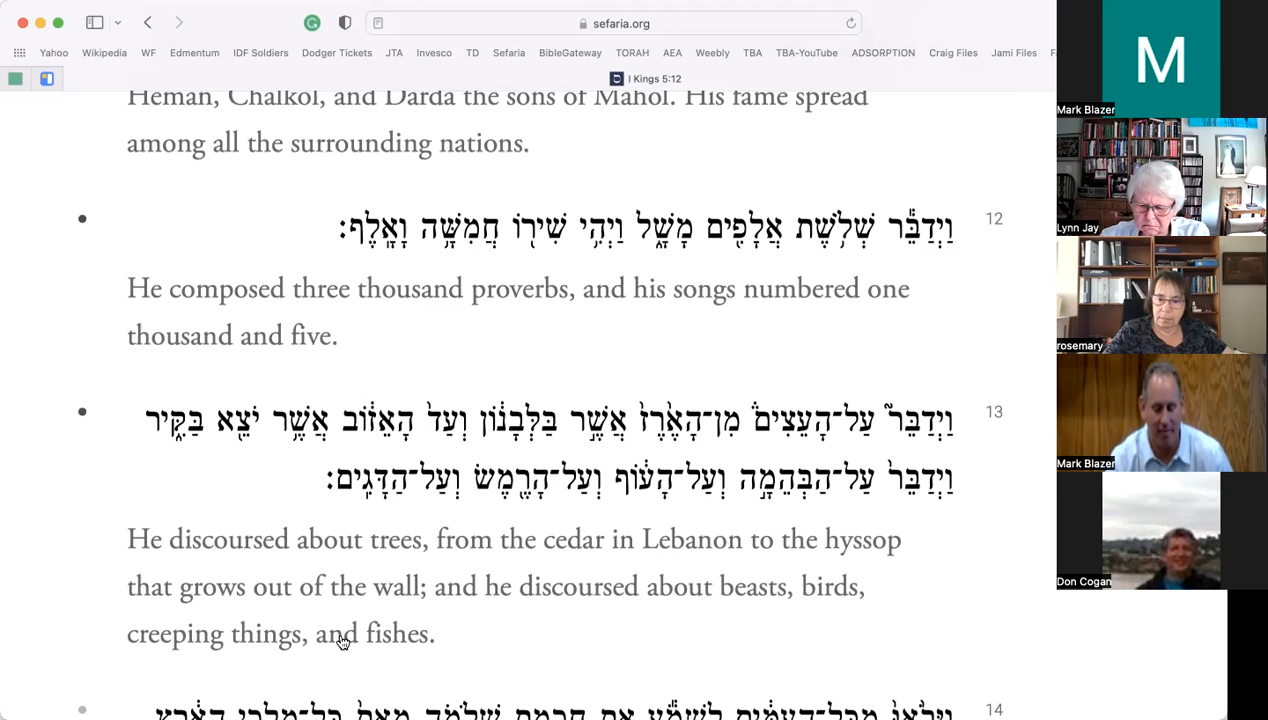 sefaria.org
Yahoo Wikipedia WF Edmentum IDF Soldiers Dodger Tickets JTA Invesco TD Sefaria BibleGateway TORAH AEA Weebly TBA TBA-YouTube ADSORPTION Craig Files Jami Files
I Kings 5:12
Heman, Chalkol, and Darda the sons of Mahol. His fame spread
among all the surrounding nations.
12
וַיְדַבֵּ֕ר שְׁלֹ֥שֶׁת אֲלָפִ֖ים מָשָׁ֑ל וַיְהִ֥י שִׁיר֖וֹ חֲמִשָּׁ֥ה וָאָֽלֶף׃
He composed three thousand proverbs, and his songs numbered one
thousand and five.
13
וַיְדַבֵּר֮ עַל־הָעֵצִים֒ מִן־הָאֶ֙רֶז֙ אֲשֶׁ֣ר בַּלְּבָנ֔וֹן וְעַד֙ הָאֵז֔וֹב אֲשֶׁ֥ר יֹצֵ֖א בַּקִּ֑יר
וַיְדַבֵּר֙ עַל־הַבְּהֵמָ֣ה וְעַל־הָע֔וֹף וְעַל־הָרֶ֖מֶשׂ וְעַל־הַדָּגִֽים׃
He discoursed about trees, from the cedar in Lebanon to the hyssop
that grows out of the wall; and he discoursed about beasts, birds,
creeping things, and fishes.
14
M
Mark Blazer
Lynn Jay
rosemary
Mark Blazer
Don Cogan